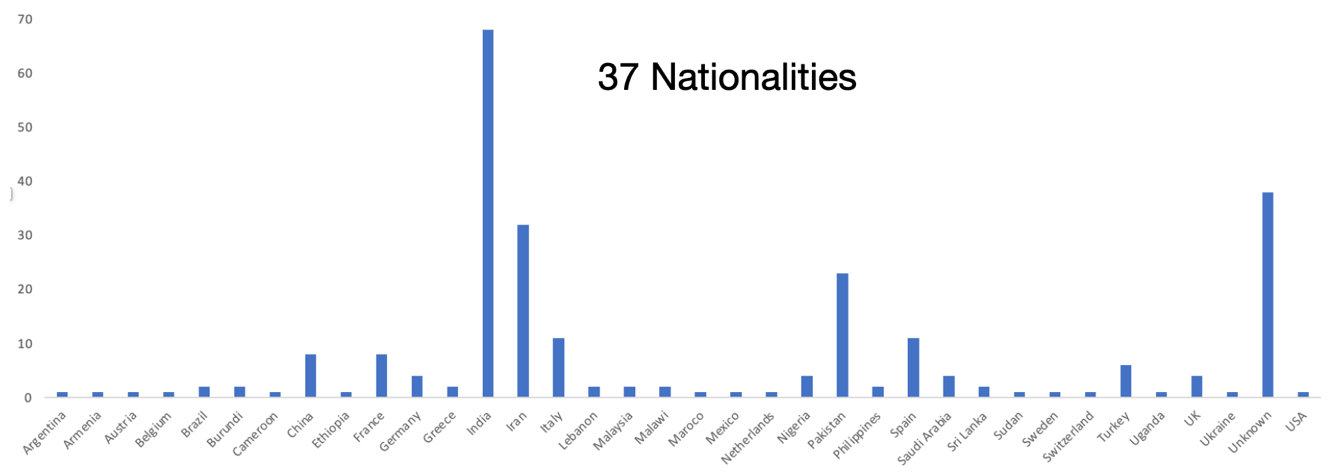 70
60
50
40
30
20
10
0
37 Nationalities
Argentina
Armenia
Austria
Belgium
Brazil
Burundi
Cameroon
China
Ethiopia
France
Germany
Greece
India
Iran
Italy
Lebanon
Malaysia
Malawi
Maroco
Mexico
Netherlands
Nigeria
Pakistan
Philippines
Spain
Saudi Arabia
Sri Lanka
Sudan
Sweden
Switzerland
Turkey
Uganda
UK
Ukraine
Unknown
USA